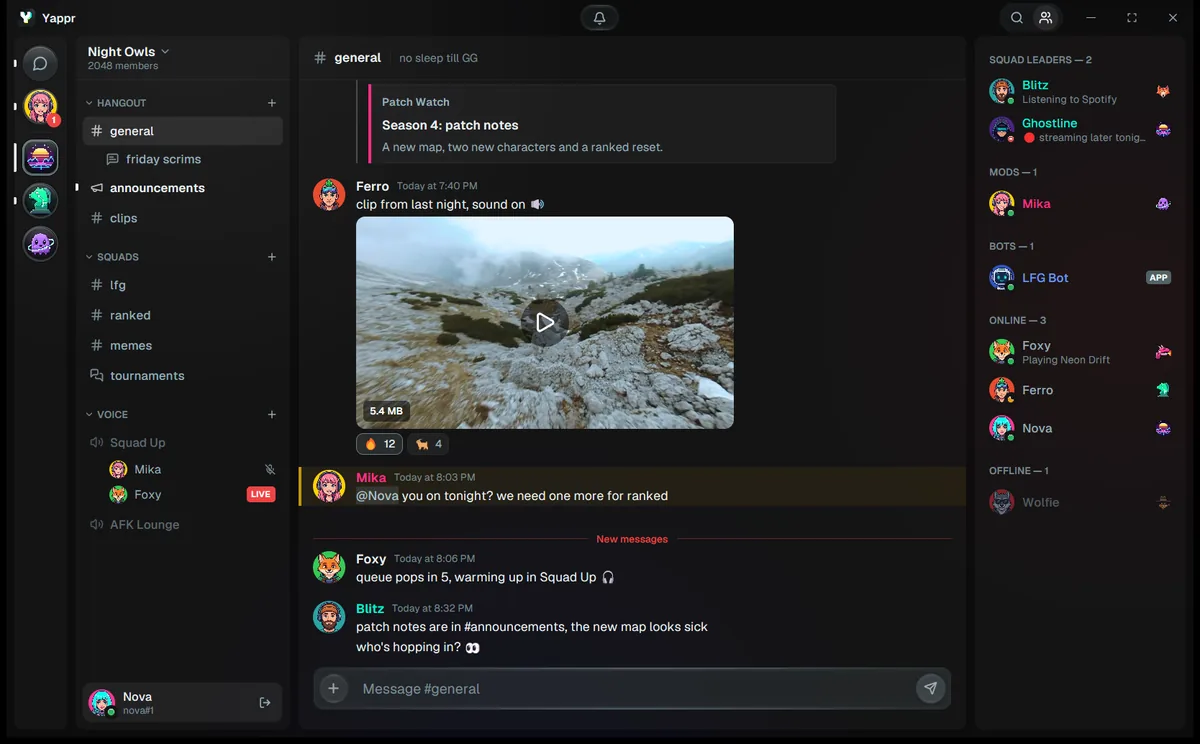 Yappr
1
Night Owls
2048 members
HANGOUT
# general
friday scrims
announcements
# clips
SQUADS
# lfg
# ranked
# memes
tournaments
VOICE
Squad Up
Mika
Foxy
LIVE
AFK Lounge
Nova
nova#1
# general
no sleep till GG
Patch Watch
Season 4: patch notes
A new map, two new characters and a ranked reset.
Ferro Today at 7:40 PM
clip from last night, sound on 🔊
5.4 MB
🔥 12
🐈 4
Mika Today at 8:03 PM
@Nova you on tonight? we need one more for ranked
New messages
Foxy Today at 8:06 PM
queue pops in 5, warming up in Squad Up 🎧
Blitz Today at 8:32 PM
patch notes are in #announcements, the new map looks sick
who's hopping in? 👀
Message #general
SQUAD LEADERS — 2
Blitz
Listening to Spotify
Ghostline
🔴 streaming later tonig...
MODS — 1
Mika
BOTS — 1
LFG Bot
APP
ONLINE — 3
Foxy
Playing Neon Drift
Ferro
Nova
OFFLINE — 1
Wolfie